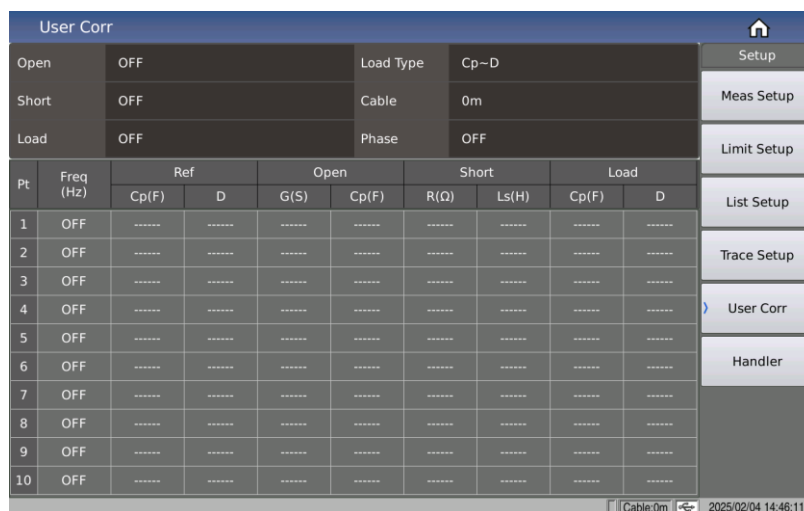 User Corr
Open OFF Load Type Cp~D
Short OFF Cable 0m
Load OFF Phase OFF
Pt Freq (Hz) Ref Open Short Load
Cp(F) D G(S) Cp(F) R(Ω) Ls(H) Cp(F) D
1 OFF ------ ------ ------ ------ ------ ------ ------ ------
2 OFF ------ ------ ------ ------ ------ ------ ------ ------
3 OFF ------ ------ ------ ------ ------ ------ ------ ------
4 OFF ------ ------ ------ ------ ------ ------ ------ ------
5 OFF ------ ------ ------ ------ ------ ------ ------ ------
6 OFF ------ ------ ------ ------ ------ ------ ------ ------
7 OFF ------ ------ ------ ------ ------ ------ ------ ------
8 OFF ------ ------ ------ ------ ------ ------ ------ ------
9 OFF ------ ------ ------ ------ ------ ------ ------ ------
10 OFF ------ ------ ------ ------ ------ ------ ------ ------
Setup
Meas Setup
Limit Setup
List Setup
Trace Setup
User Corr
Handler
Cable:0m 2025/02/04 14:46:11